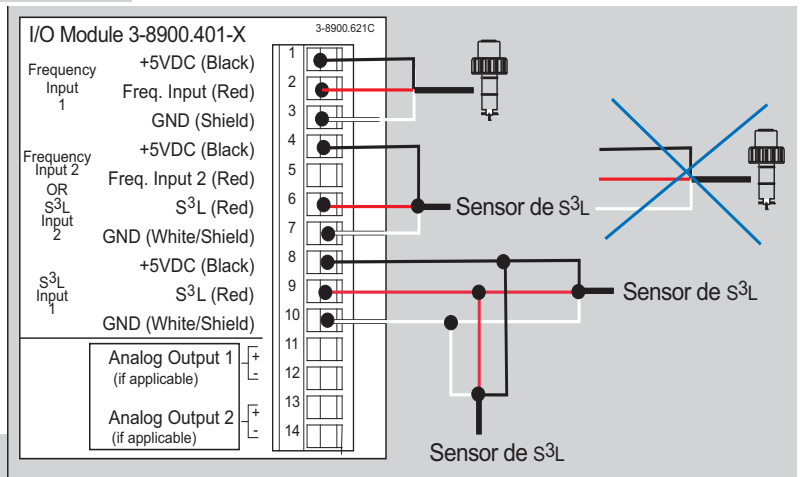 I/O Module 3-8900.401-X
3-8900.621C
Frequency
Input
1
+5VDC (Black)
1
Freq. Input (Red)
2
GND (Shield)
3
Frequency
Input 2
OR
S³L
Input
2
+5VDC (Black)
4
Freq. Input 2 (Red)
5
S³L (Red)
6
GND (White/Shield)
7
Sensor de S³L
S³L
Input
1
+5VDC (Black)
8
S³L (Red)
9
GND (White/Shield)
10
Sensor de S³L
Sensor de S³L
Analog Output 1
(if applicable)
+
-
11
12
Analog Output 2
(if applicable)
+
-
13
14